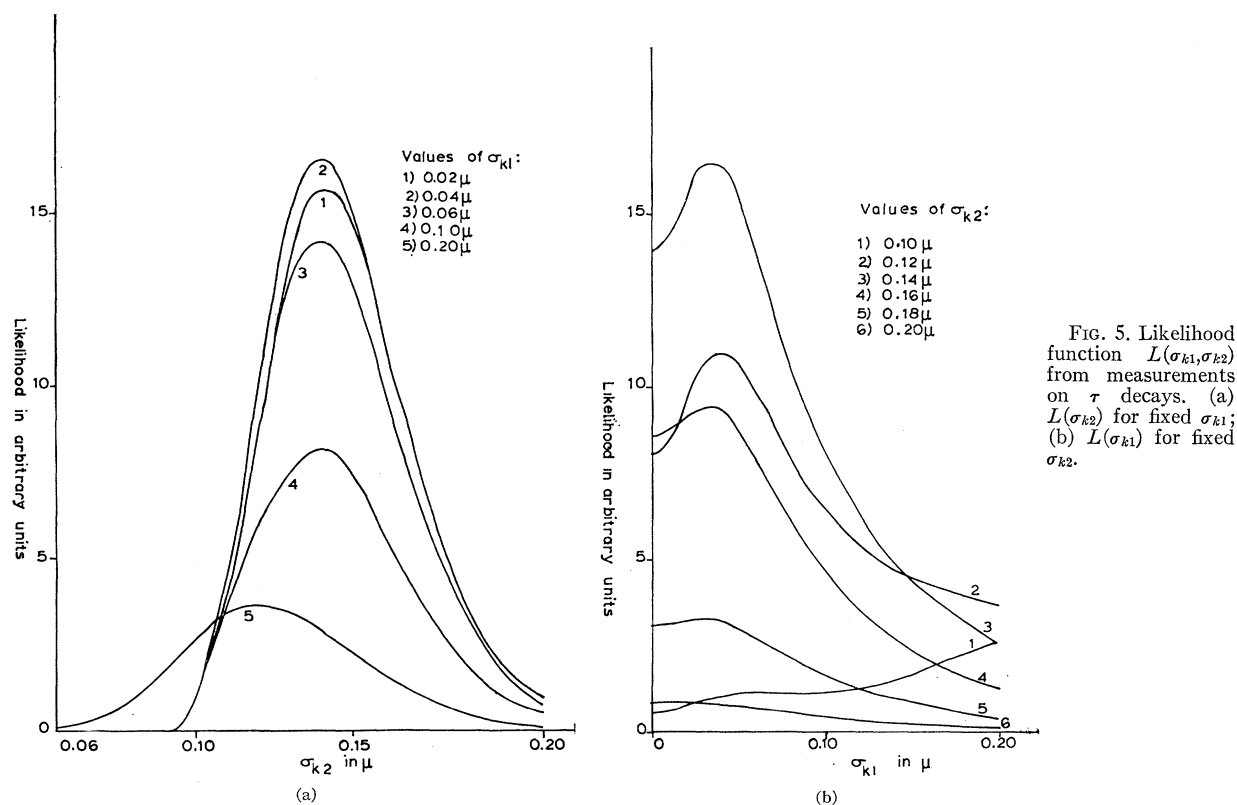 Likelihood in arbitrary units
15
10
5
0
Values of σk1:
1) 0.02μ
2) 0.04μ
3) 0.06μ
4) 0.10μ
5) 0.20μ
2
1
3
4
5
0.06
0.10
0.15
0.20
σk2 in μ
(a)
Likelihood in arbitrary units
15
10
5
0
Values of σk2:
1) 0.10μ
2) 0.12μ
3) 0.14μ
4) 0.16μ
5) 0.18μ
6) 0.20μ
2
3
1
4
5
6
0
0.10
0.20
σk1 in μ
(b)
FIG. 5. Likelihood
function L(σk1,σk2)
from measurements
on τ decays. (a)
L(σk2) for fixed σk1;
(b) L(σk1) for fixed
σk2.